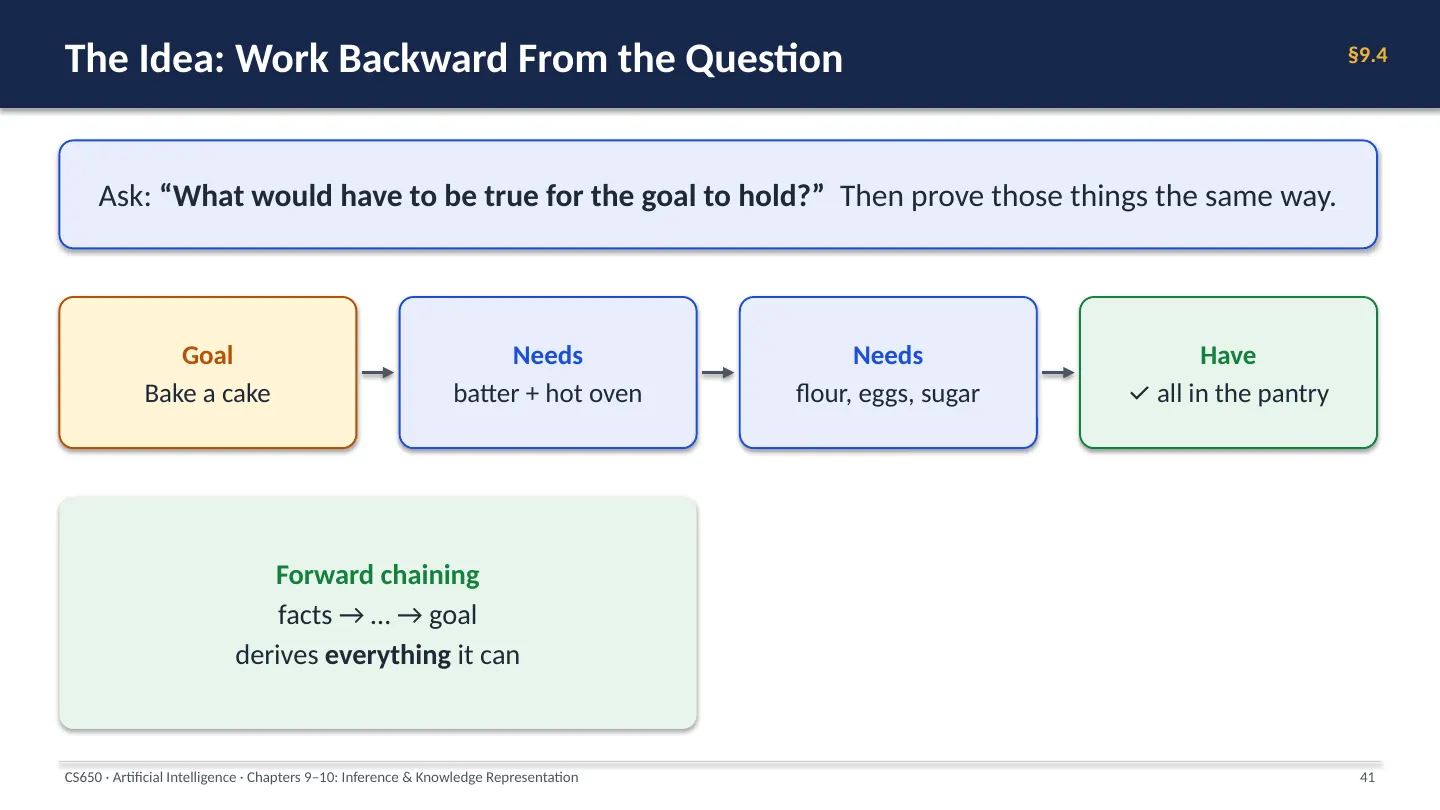 The Idea: Work Backward From the Question
§9.4
Ask: “What would have to be true for the goal to hold?” Then prove those things the same way.
Goal
Bake a cake
Needs
batter + hot oven
Needs
flour, eggs, sugar
Have
✓ all in the pantry
Forward chaining
facts → … → goal
derives everything it can
CS650 · Artificial Intelligence · Chapters 9–10: Inference & Knowledge Representation
41